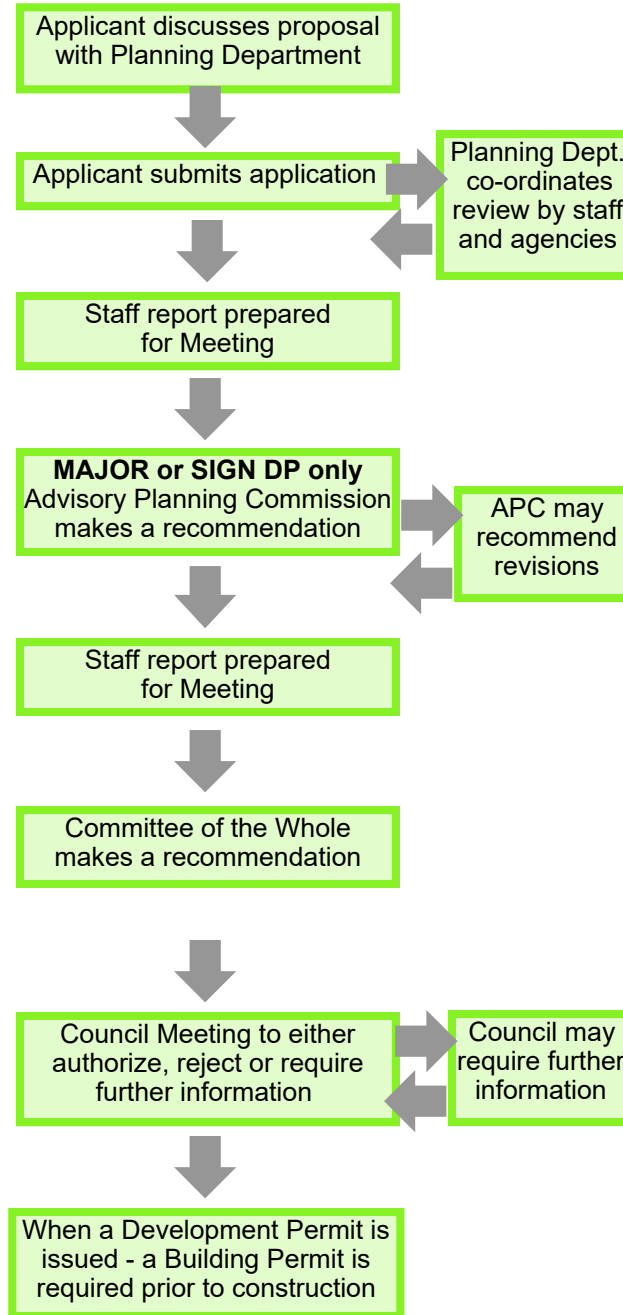 Applicant discusses proposal
with Planning Department
Applicant submits application
Planning Dept.
co-ordinates
review by staff
and agencies
Staff report prepared
for Meeting
MAJOR or SIGN DP only
Advisory Planning Commission
makes a recommendation
APC may
recommend
revisions
Staff report prepared
for Meeting
Committee of the Whole
makes a recommendation
Council Meeting to either
authorize, reject or require
further information
Council may
require further
information
When a Development Permit is
issued - a Building Permit is
required prior to construction